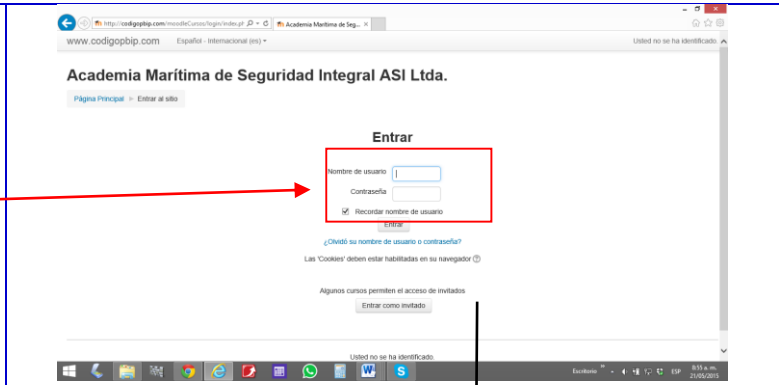 http://codigopbip.com/moodleCursos/login/index.pl
Academia Marítima de Seg...
www.codigopbip.com Español - Internacional (es)
Usted no se ha identificado.
Academia Marítima de Seguridad Integral ASI Ltda.
Página Principal Entrar al sitio
Entrar
Nombre de usuario
Contraseña
Recordar nombre de usuario
Entrar
¿Olvidó su nombre de usuario o contraseña?
Las 'Cookies' deben estar habilitadas en su navegador
Algunos cursos permiten el acceso de invitados
Entrar como invitado
Usted no se ha identificado.
Escritorio ESP 8:55 a. m.
21/05/2015